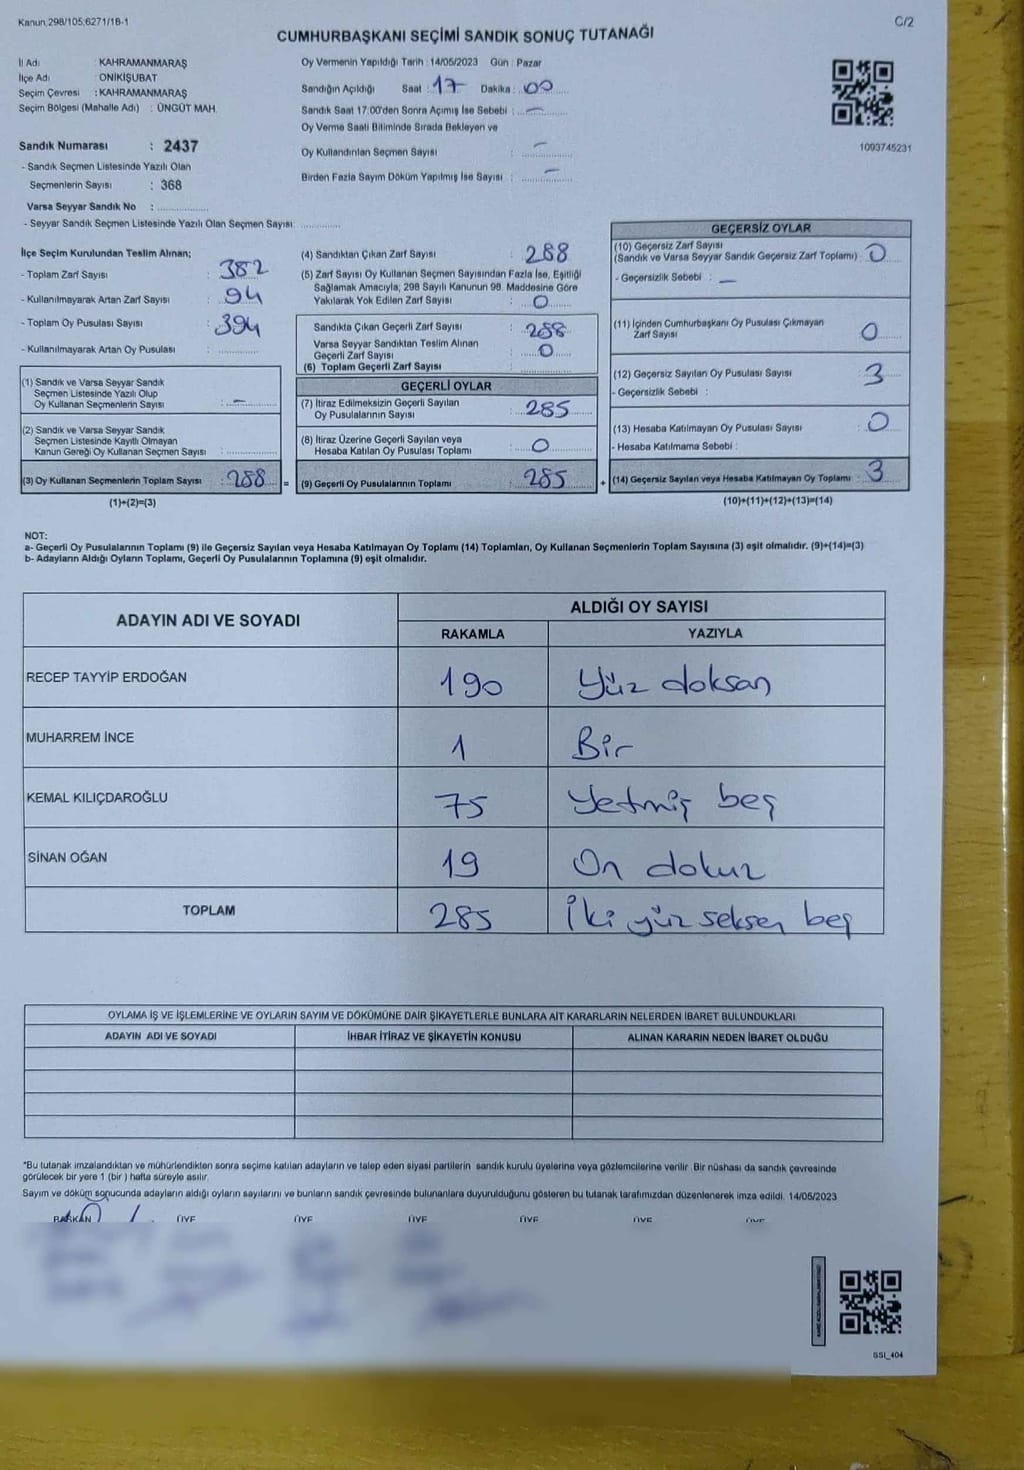 Kanun,298/105,6271/18-1
C/2
CUMHURBAŞKANI SEÇİMİ SANDIK SONUÇ TUTANAĞI
İl Adı : KAHRAMANMARAŞ
İlçe Adı : ONİKİŞUBAT
Seçim Çevresi : KAHRAMANMARAŞ
Seçim Bölgesi (Mahalle Adı) : ÜNGÜT MAH.
Sandık Numarası : 2437
- Sandık Seçmen Listesinde Yazılı Olan
Seçmenlerin Sayısı : 368
Varsa Seyyar Sandık No : ...............
- Seyyar Sandık Seçmen Listesinde Yazılı Olan Seçmen Sayısı: ...............
Oy Vermenin Yapıldığı Tarih : 14/05/2023 Gün : Pazar
Sandığın Açıldığı Saat : 17 Dakika : 00
Sandık Saat 17.00'den Sonra Açılmış İse Sebebi : —
Oy Verme Saati Bitiminde Sırada Bekleyen ve
Oy Kullandırılan Seçmen Sayısı : —
Birden Fazla Sayım Döküm Yapılmış İse Sayısı : —
1093745231
İlçe Seçim Kurulundan Teslim Alınan;
- Toplam Zarf Sayısı : 382
- Kullanılmayarak Artan Zarf Sayısı : 94
- Toplam Oy Pusulası Sayısı : 394
- Kullanılmayarak Artan Oy Pusulası : ...............
(1) Sandık ve Varsa Seyyar Sandık
Seçmen Listesinde Yazılı Olup
Oy Kullanan Seçmenlerin Sayısı : —
(2) Sandık ve Varsa Seyyar Sandık
Seçmen Listesinde Kayıtlı Olmayan
Kanun Gereği Oy Kullanan Seçmen Sayısı : ...............
(3) Oy Kullanan Seçmenlerin Toplam Sayısı : 288 =
(1)+(2)=(3)
(4) Sandıktan Çıkan Zarf Sayısı : 288
(5) Zarf Sayısı Oy Kullanan Seçmen Sayısından Fazla İse, Eşitliği
Sağlamak Amacıyla; 298 Sayılı Kanunun 98. Maddesine Göre
Yakılarak Yok Edilen Zarf Sayısı : 0
Sandıkta Çıkan Geçerli Zarf Sayısı : 288
Varsa Seyyar Sandıktan Teslim Alınan
Geçerli Zarf Sayısı : 0
(6) Toplam Geçerli Zarf Sayısı : ...............
GEÇERLİ OYLAR
(7) İtiraz Edilmeksizin Geçerli Sayılan
Oy Pusulalarının Sayısı : 285
(8) İtiraz Üzerine Geçerli Sayılan veya
Hesaba Katılan Oy Pusulası Toplamı : 0
(9) Geçerli Oy Pusulalarının Toplamı : 285 +
GEÇERSİZ OYLAR
(10) Geçersiz Zarf Sayısı
(Sandık ve Varsa Seyyar Sandık Geçersiz Zarf Toplamı) : 0
- Geçersizlik Sebebi : —
(11) İçinden Cumhurbaşkanı Oy Pusulası Çıkmayan
Zarf Sayısı : 0
(12) Geçersiz Sayılan Oy Pusulası Sayısı : 3
- Geçersizlik Sebebi :
(13) Hesaba Katılmayan Oy Pusulası Sayısı : 0
- Hesaba Katılmama Sebebi :
(14) Geçersiz Sayılan veya Hesaba Katılmayan Oy Toplamı : 3
(10)+(11)+(12)+(13)=(14)
NOT:
a- Geçerli Oy Pusulalarının Toplamı (9) ile Geçersiz Sayılan veya Hesaba Katılmayan Oy Toplamı (14) Toplamları, Oy Kullanan Seçmenlerin Toplam Sayısına (3) eşit olmalıdır. (9)+(14)=(3)
b- Adayların Aldığı Oyların Toplamı, Geçerli Oy Pusulalarının Toplamına (9) eşit olmalıdır.
ADAYIN ADI VE SOYADI
ALDIĞI OY SAYISI
RAKAMLA YAZIYLA
RECEP TAYYİP ERDOĞAN 190 Yüz doksan
MUHARREM İNCE 1 Bir
KEMAL KILIÇDAROĞLU 75 Yetmiş beş
SİNAN OĞAN 19 On dokuz
TOPLAM 285 İki yüz seksen beş
OYLAMA İŞ VE İŞLEMLERİNE VE OYLARIN SAYIM VE DÖKÜMÜNE DAİR ŞİKAYETLERLE BUNLARA AİT KARARLARIN NELERDEN İBARET BULUNDUKLARI
ADAYIN ADI VE SOYADI İHBAR İTİRAZ VE ŞİKAYETİN KONUSU ALINAN KARARIN NEDEN İBARET OLDUĞU
*Bu tutanak imzalandıktan ve mühürlendikten sonra seçime katılan adayların ve talep eden siyasi partilerin sandık kurulu üyelerine veya gözlemcilerine verilir. Bir nüshası da sandık çevresinde
görülecek bir yere 1 (bir ) hafta süreyle asılır.
Sayım ve döküm sonucunda adayların aldığı oyların sayılarını ve bunların sandık çevresinde bulunanlara duyurulduğunu gösteren bu tutanak tarafımızdan düzenlenerek imza edildi. 14/05/2023
BAŞKAN ÜYE ÜYE ÜYE ÜYE ÜYE ÜYE
GSI_404